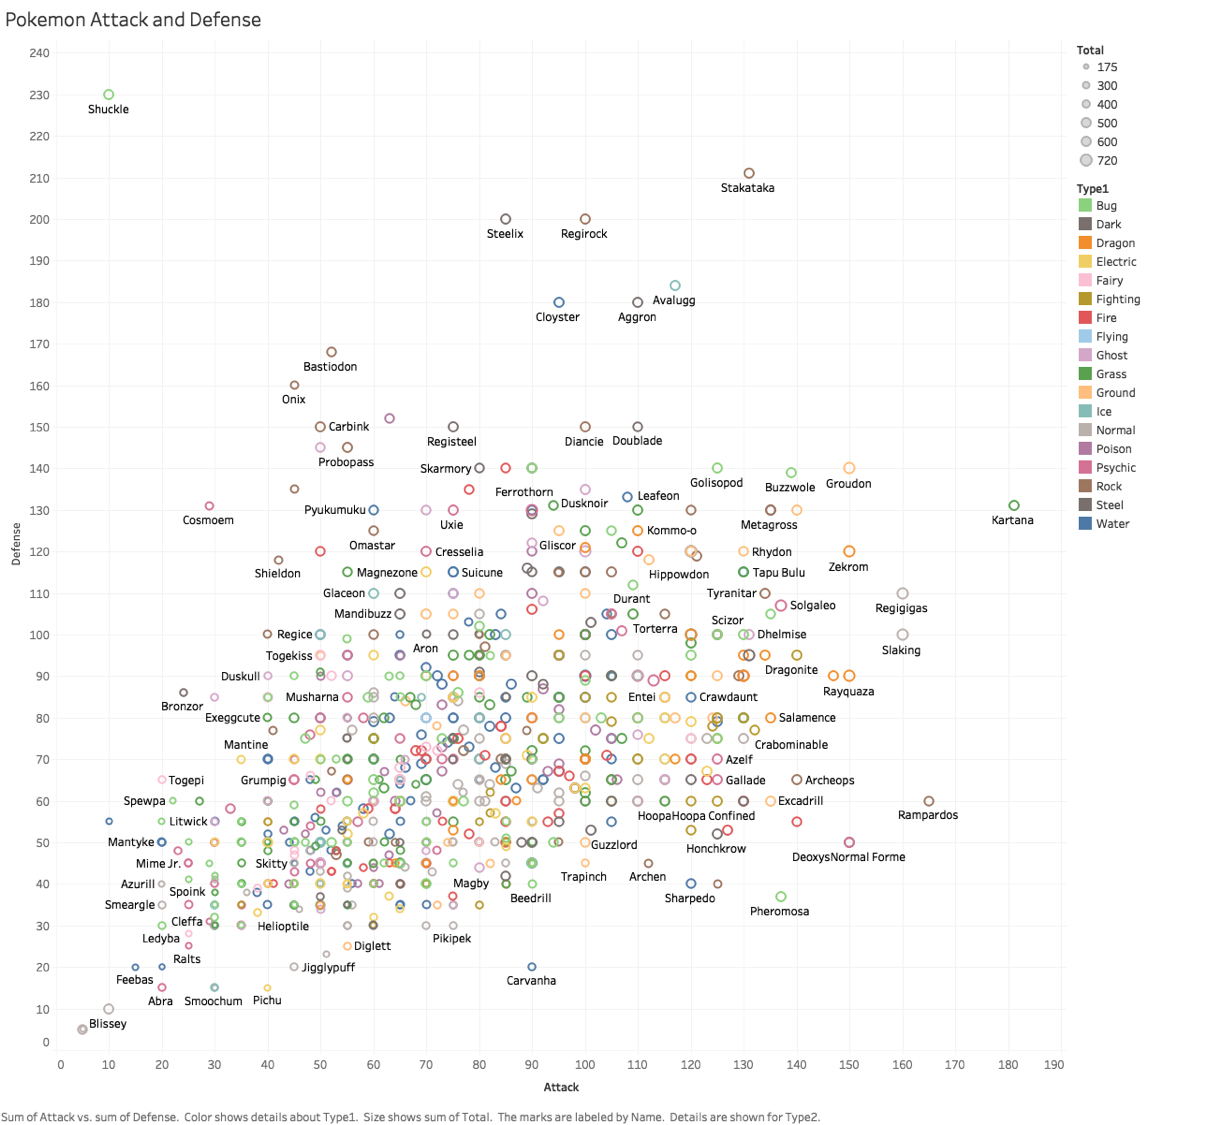 Pokemon Attack and Defense
240
230
220
210
200
190
180
170
160
150
140
130
120
110
100
90
80
70
60
50
40
30
20
10
0
Defense
Shuckle
Stakataka
Steelix Regirock
Avalugg
Cloyster Aggron
Bastiodon
Onix
Carbink Registeel Diancie Doublade
Probopass Skarmory
Golisopod Buzzwole Groudon
Ferrothorn Leafeon
Cosmoem Pyukumuku Uxie Dusknoir Metagross Kartana
Omastar Gliscor Kommo-o
Cresselia Rhydon
Shieldon Magnezone Suicune Hippowdon Tapu Bulu Zekrom
Glaceon Durant Tyranitar Solgaleo Regigigas
Mandibuzz Torterra Scizor
Regice Aron Dhelmise Slaking
Togekiss Dragonite
Duskull Rayquaza
Bronzor Musharna Entei Crawdaunt
Exeggcute Salamence
Mantine Crabominable
Azelf
Togepi Grumpig Gallade Archeops
Spewpa Excadrill Rampardos
Litwick HoopaHoopa Confined
Mantyke Guzzlord Honchkrow
Mime Jr. Skitty DeoxysNormal Forme
Azurill Spoink Magby Trapinch Archen
Smeargle Beedrill Sharpedo
Cleffa Helioptile Pheromosa
Ledyba Pikipek
Ralts Diglett
Feebas Jigglypuff Carvanha
Abra Smoochum Pichu
Blissey
0 10 20 30 40 50 60 70 80 90 100 110 120 130 140 150 160 170 180 190
Attack
Total
175
300
400
500
600
720
Type1
Bug
Dark
Dragon
Electric
Fairy
Fighting
Fire
Flying
Ghost
Grass
Ground
Ice
Normal
Poison
Psychic
Rock
Steel
Water
Sum of Attack vs. sum of Defense. Color shows details about Type1. Size shows sum of Total. The marks are labeled by Name. Details are shown for Type2.